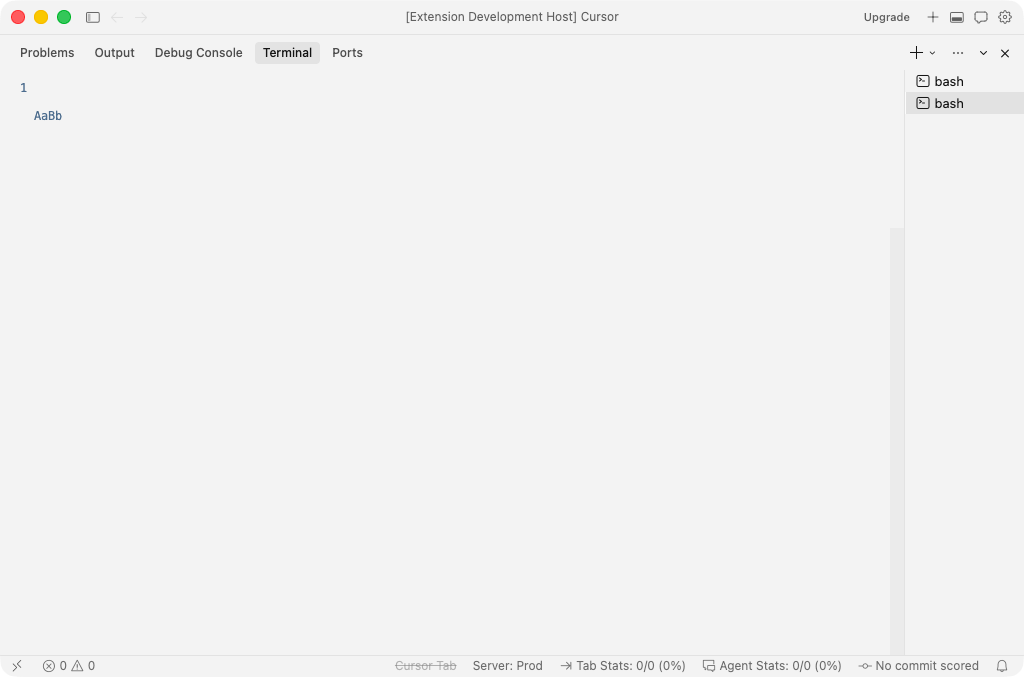 [Extension Development Host] Cursor
Upgrade
Problems
Output
Debug Console
Terminal
Ports
1
AaBb
bash
bash
0
0
Cursor Tab
Server: Prod
Tab Stats: 0/0 (0%)
Agent Stats: 0/0 (0%)
No commit scored